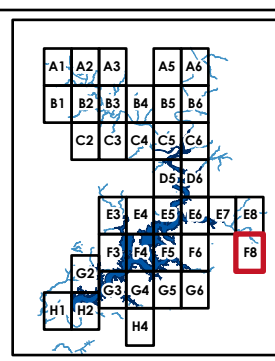 A1 A2 A3 A5 A6
B1 B2 B3 B4 B5 B6
C2 C3 C4 C5 C6
D5 D6
E3 E4 E5 E6 E7 E8
F3 F4 F5 F6 F8
G2 G3 G4 G5 G6
H1 H2 H4